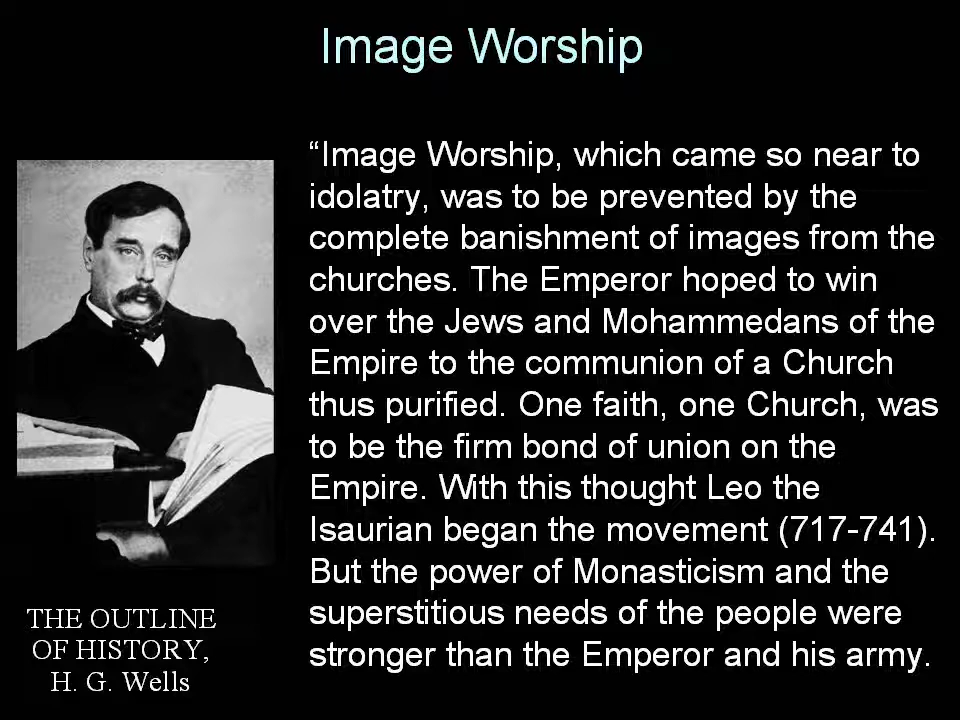 Image Worship
“Image Worship, which came so near to
idolatry, was to be prevented by the
complete banishment of images from the
churches. The Emperor hoped to win
over the Jews and Mohammedans of the
Empire to the communion of a Church
thus purified. One faith, one Church, was
to be the firm bond of union on the
Empire. With this thought Leo the
Isaurian began the movement (717-741).
But the power of Monasticism and the
superstitious needs of the people were
stronger than the Emperor and his army.
THE OUTLINE
OF HISTORY,
H. G. Wells